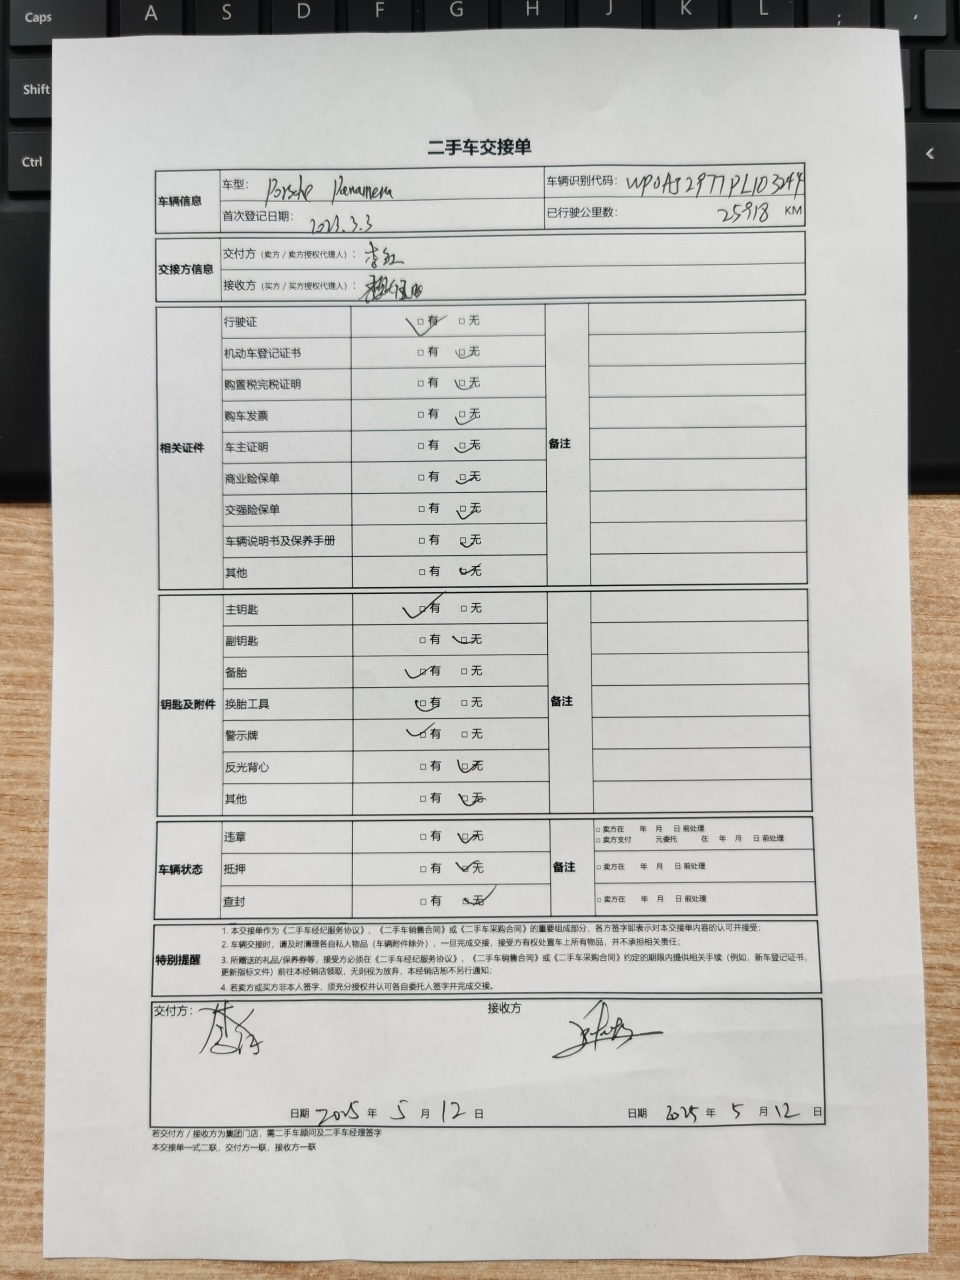 Caps A S D F G H J K L ; ,
Shift
Ctrl <
二手车交接单
车辆信息
车型： Porsche Panamera
车辆识别代码： WP0AJ2977PL103244
首次登记日期： 2023.3.3
已行驶公里数： 25918 KM
交接方信息
交付方（卖方 / 卖方授权代理人）：
接收方（买方 / 买方授权代理人）：
相关证件
行驶证 □ 有 □ 无
机动车登记证书 □ 有 □ 无
购置税完税证明 □ 有 □ 无
购车发票 □ 有 □ 无
车主证明 □ 有 □ 无
商业险保单 □ 有 □ 无
交强险保单 □ 有 □ 无
车辆说明书及保养手册 □ 有 □ 无
其他 □ 有 □ 无
备注
钥匙及附件
主钥匙 □ 有 □ 无
副钥匙 □ 有 □ 无
备胎 □ 有 □ 无
换胎工具 □ 有 □ 无
警示牌 □ 有 □ 无
反光背心 □ 有 □ 无
其他 □ 有 □ 无
备注
车辆状态
违章 □ 有 □ 无
抵押 □ 有 □ 无
查封 □ 有 □ 无
备注
□ 卖方在 年 月 日 前处理
□ 卖方支付 元委托 在 年 月 日 前处理
□ 卖方在 年 月 日 前处理
□ 卖方在 年 月 日 前处理
特别提醒
1. 本交接单作为《二手车经纪服务协议》、《二手车销售合同》或《二手车采购合同》的重要组成部分，各方签字即表示对本交接单内容的认可并接受；
2. 车辆交接时，请及时清理各自私人物品（车辆附件除外），一旦完成交接，接受方有权处置车上所有物品，并不承担相关责任；
3. 所赠送的礼品/保养券等，接受方必须在《二手车经纪服务协议》、《二手车销售合同》或《二手车采购合同》约定的期限内提供相关手续（例如，新车登记证书，
更新指标文件）前往本经销店领取，无则视为放弃，本经销店恕不另行通知；
4. 若卖方或买方非本人签字，须充分授权并认可各自委托人签字并完成交接。
交付方：
接收方
日期 2025 年 5 月 12 日
日期 2025 年 5 月 12 日
若交付方 / 接收方为集团门店，需二手车顾问及二手车经理签字
本交接单一式二联，交付方一联，接收方一联